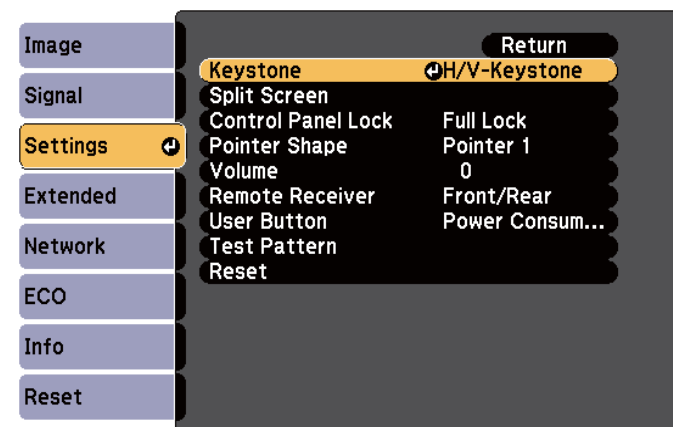 Image
Signal
Settings
Extended
Network
ECO
Info
Reset
Return
Keystone H/V-Keystone
Split Screen
Control Panel Lock Full Lock
Pointer Shape Pointer 1
Volume 0
Remote Receiver Front/Rear
User Button Power Consum...
Test Pattern
Reset